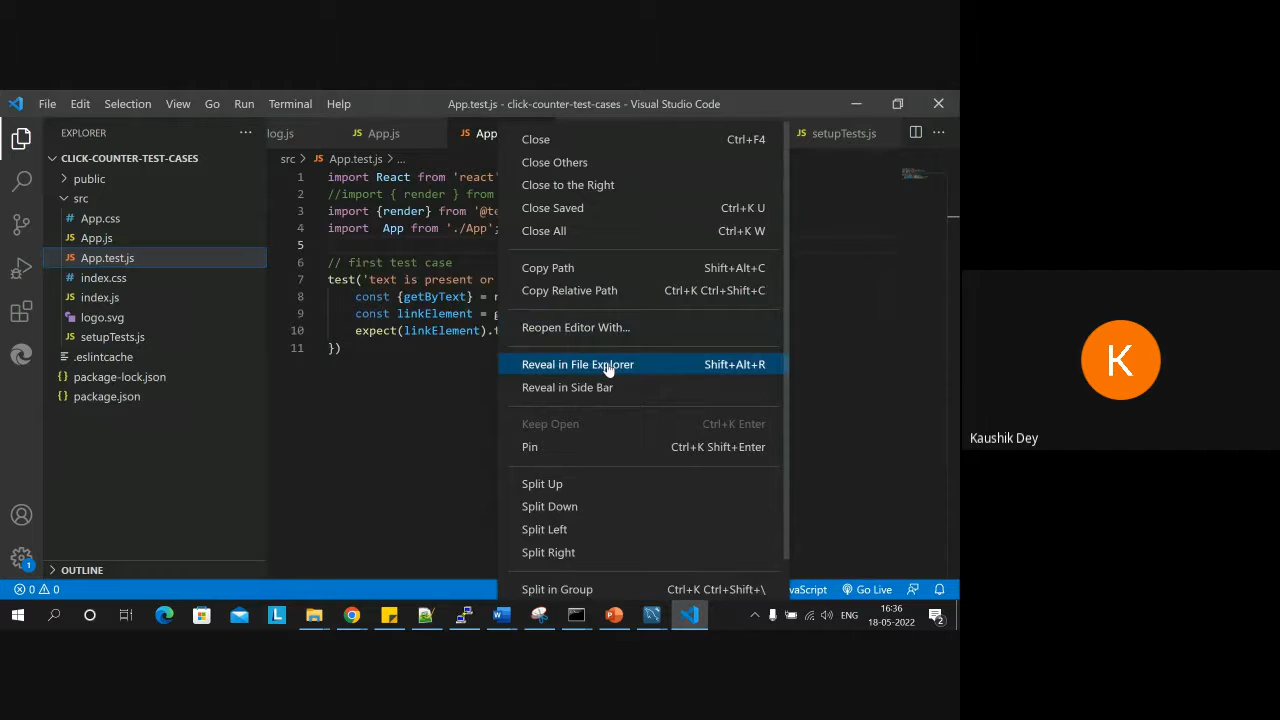 File Edit Selection View Go Run Terminal Help
App.test.js - click-counter-test-cases - Visual Studio Code
EXPLORER
CLICK-COUNTER-TEST-CASES
public
src
App.css
App.js
App.test.js
index.css
index.js
logo.svg
setupTests.js
.eslintcache
package-lock.json
package.json
OUTLINE
log.js
App.js
App
setupTests.js
src > App.test.js > ...
1 import React from 'react'
2 //import { render } from
3 import {render} from '@te
4 import App from './App';
5
6 // first test case
7 test('text is present or
8 const {getByText} =
9 const linkElement =
10 expect(linkElement).t
11 })
Close Ctrl+F4
Close Others
Close to the Right
Close Saved Ctrl+K U
Close All Ctrl+K W
Copy Path Shift+Alt+C
Copy Relative Path Ctrl+K Ctrl+Shift+C
Reopen Editor With...
Reveal in File Explorer Shift+Alt+R
Reveal in Side Bar
Keep Open Ctrl+K Enter
Pin Ctrl+K Shift+Enter
Split Up
Split Down
Split Left
Split Right
Split in Group Ctrl+K Ctrl+Shift+\
1
0 0
vaScript Go Live
ENG
16:36
18-05-2022
2
K
Kaushik Dey